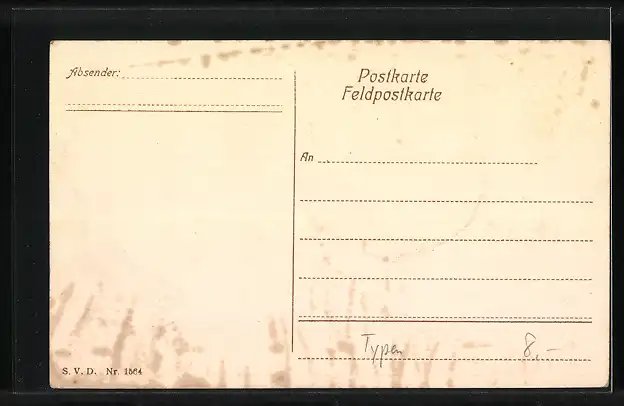 Absender:
Postkarte
Feldpostkarte
An
Typen 8,–
S. V. D. Nr. 1564